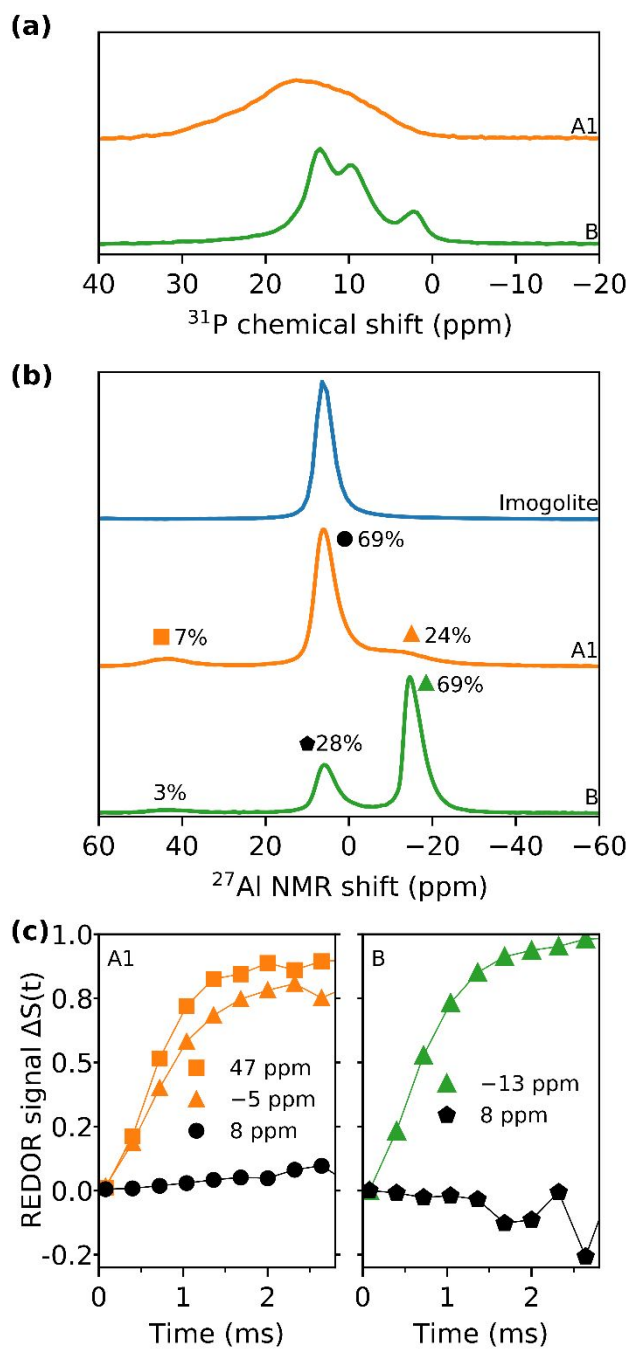 (a)
A1
B
40 30 20 10 0 −10 −20
³¹P chemical shift (ppm)
(b)
Imogolite
69%
7%
24%
A1
69%
28%
3%
B
60 40 20 0 −20 −40 −60
²⁷Al NMR shift (ppm)
(c)
REDOR signal ΔS(t)
1.0
0.8
0.5
0.2
0.0
-0.2
A1
47 ppm
−5 ppm
8 ppm
0 1 2
Time (ms)
B
−13 ppm
8 ppm
0 1 2
Time (ms)